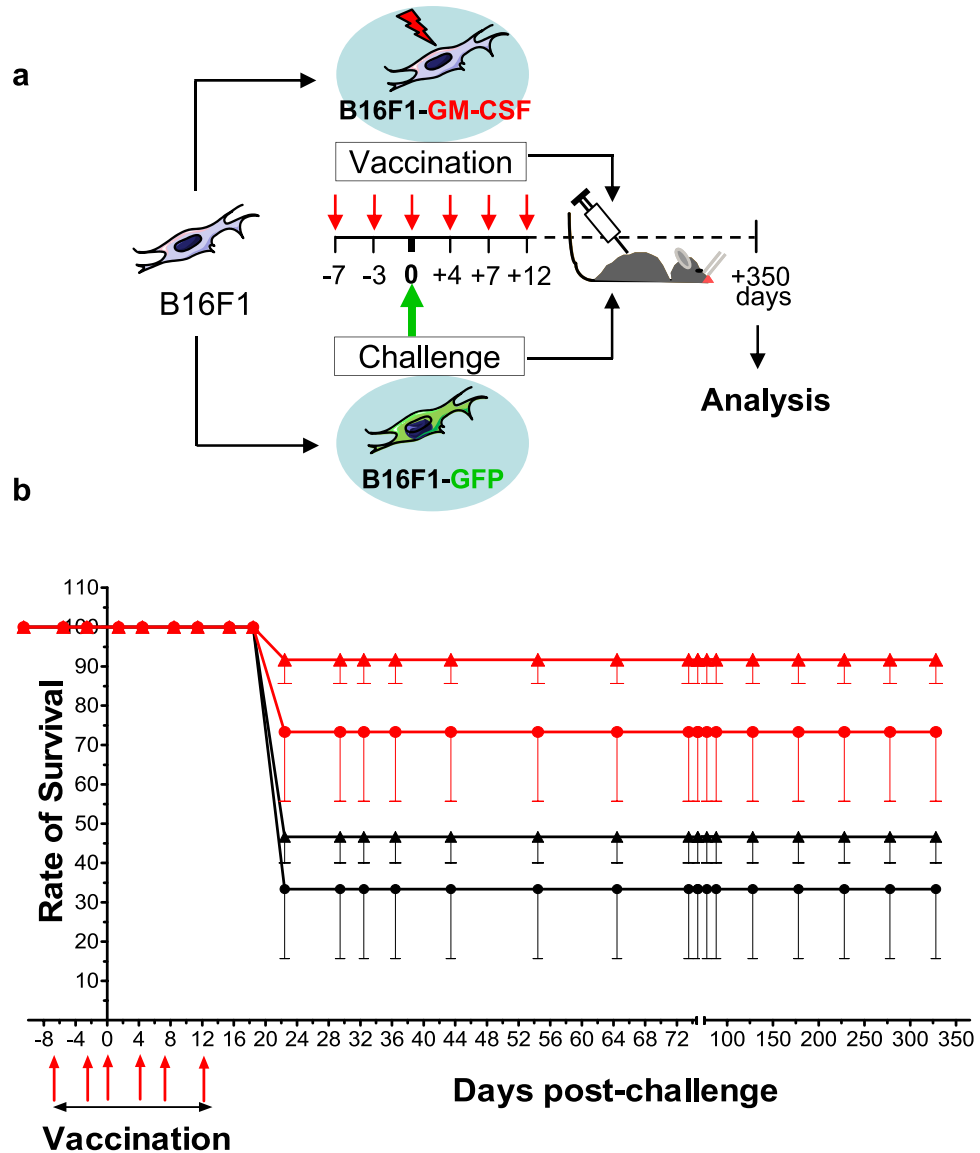 a
B16F1-GM-CSF
Vaccination
-7 -3 0 +4 +7 +12
+350
days
B16F1
Challenge
Analysis
B16F1-GFP
b
110
100
90
80
70
60
50
40
30
20
10
Rate of Survival
-8 -4 0 4 8 12 16 20 24 28 32 36 40 44 48 52 56 60 64 68 72 100 150 200 250 300 350
Days post-challenge
Vaccination